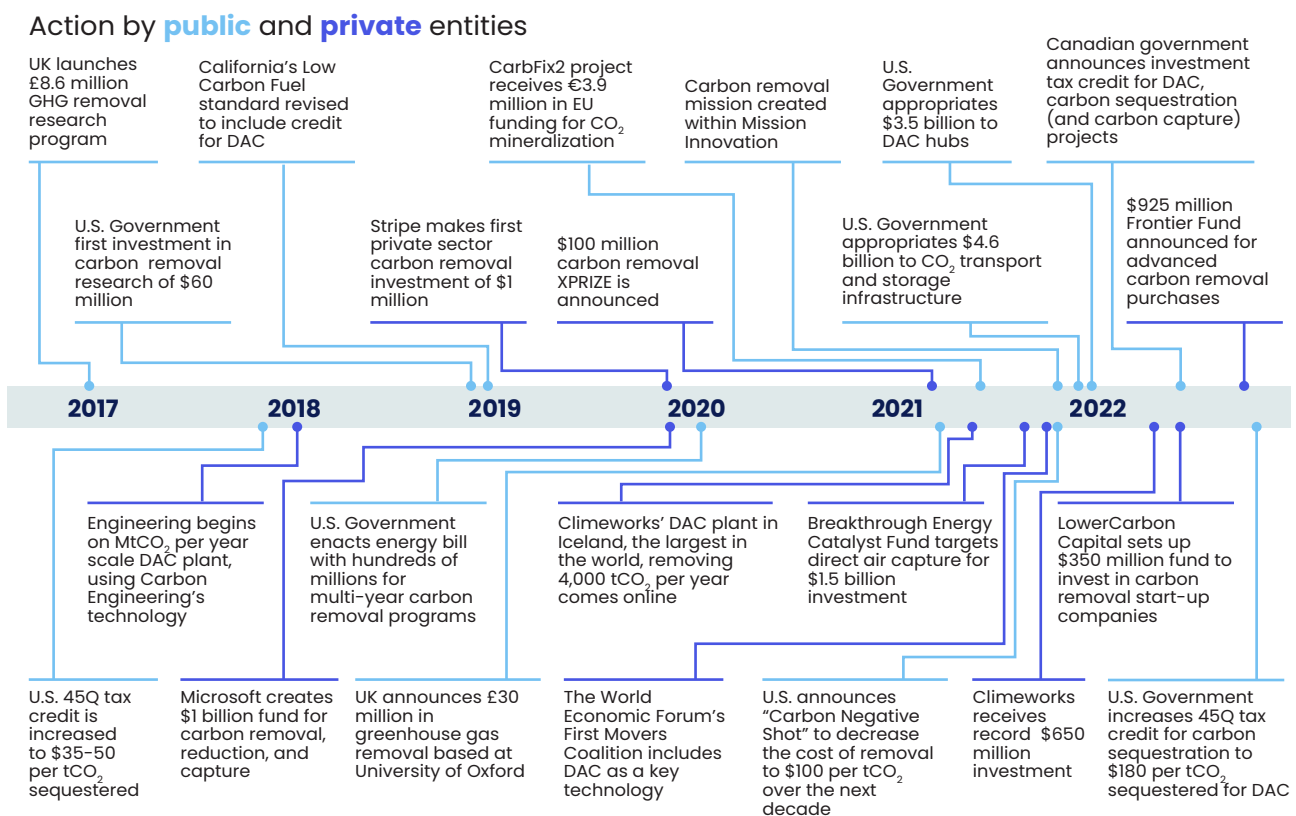 Action by public and private entities
UK launches
£8.6 million
GHG removal
research
program
California's Low
Carbon Fuel
standard revised
to include credit
for DAC
CarbFix2 project
receives €3.9
million in EU
funding for CO2
mineralization
Carbon removal
mission created
within Mission
Innovation
U.S.
Government
appropriates
$3.5 billion to
DAC hubs
Canadian government
announces investment
tax credit for DAC,
carbon sequestration
(and carbon capture)
projects
U.S. Government
first investment in
carbon removal
research of $60
million
Stripe makes first
private sector
carbon removal
investment of $1
million
$100 million
carbon removal
XPRIZE is
announced
U.S. Government
appropriates $4.6
billion to CO2 transport
and storage
infrastructure
$925 million
Frontier Fund
announced for
advanced
carbon removal
purchases
2017 2018 2019 2020 2021 2022
Engineering begins
on MtCO2 per year
scale DAC plant,
using Carbon
Engineering's
technology
U.S. Government
enacts energy bill
with hundreds of
millions for
multi-year carbon
removal programs
Climeworks' DAC plant in
Iceland, the largest in
the world, removing
4,000 tCO2 per year
comes online
Breakthrough Energy
Catalyst Fund targets
direct air capture for
$1.5 billion
investment
LowerCarbon
Capital sets up
$350 million fund to
invest in carbon
removal start-up
companies
U.S. 45Q tax
credit is
increased
to $35-50
per tCO2
sequestered
Microsoft creates
$1 billion fund for
carbon removal,
reduction, and
capture
UK announces £30
million in
greenhouse gas
removal based at
University of Oxford
The World
Economic Forum's
First Movers
Coalition includes
DAC as a key
technology
U.S. announces
"Carbon Negative
Shot" to decrease
the cost of removal
to $100 per tCO2
over the next
decade
Climeworks
receives
record $650
million
investment
U.S. Government
increases 45Q tax
credit for carbon
sequestration to
$180 per tCO2
sequestered for DAC